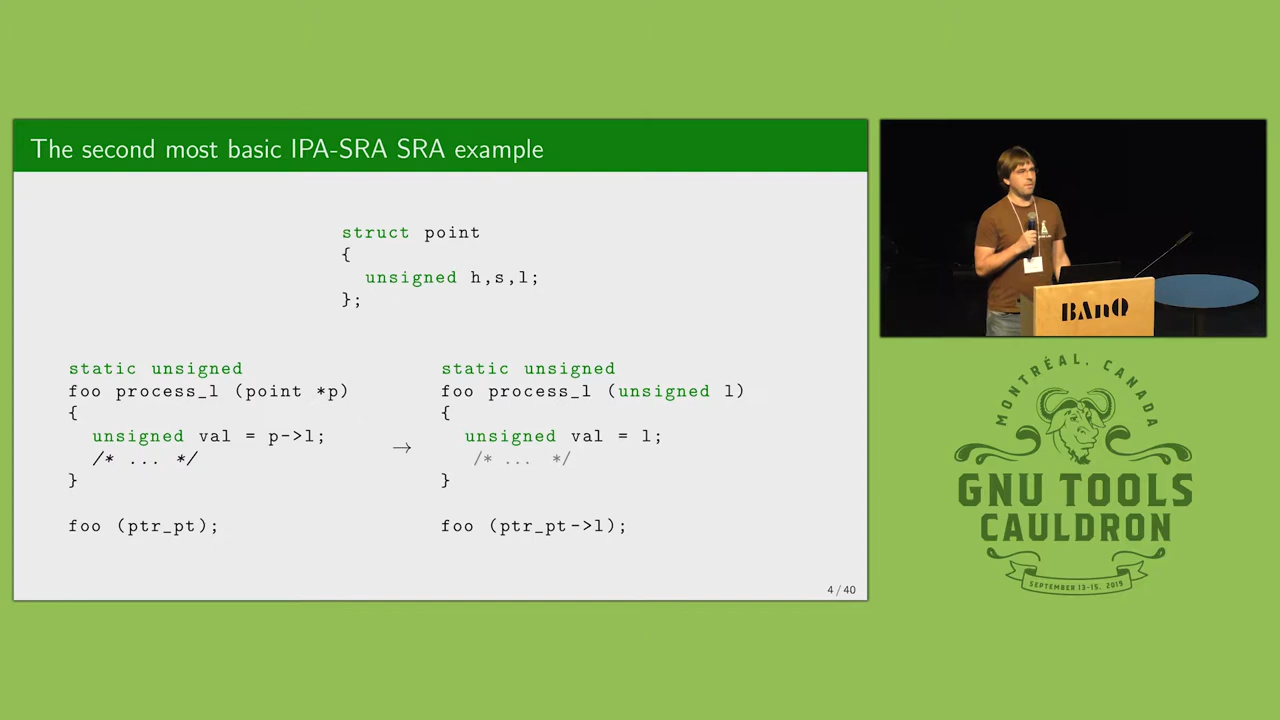 The second most basic IPA-SRA SRA example
struct point
{
unsigned h,s,l;
};
static unsigned
foo process_l (point *p)
{
unsigned val = p->l;
/* ... */
}
foo (ptr_pt);
→
static unsigned
foo process_l (unsigned l)
{
unsigned val = l;
/* ... */
}
foo (ptr_pt->l);
4 / 40
BAnQ
MONTRÉAL, CANADA
GNU TOOLS
CAULDRON
SEPTEMBER 13-15, 2019